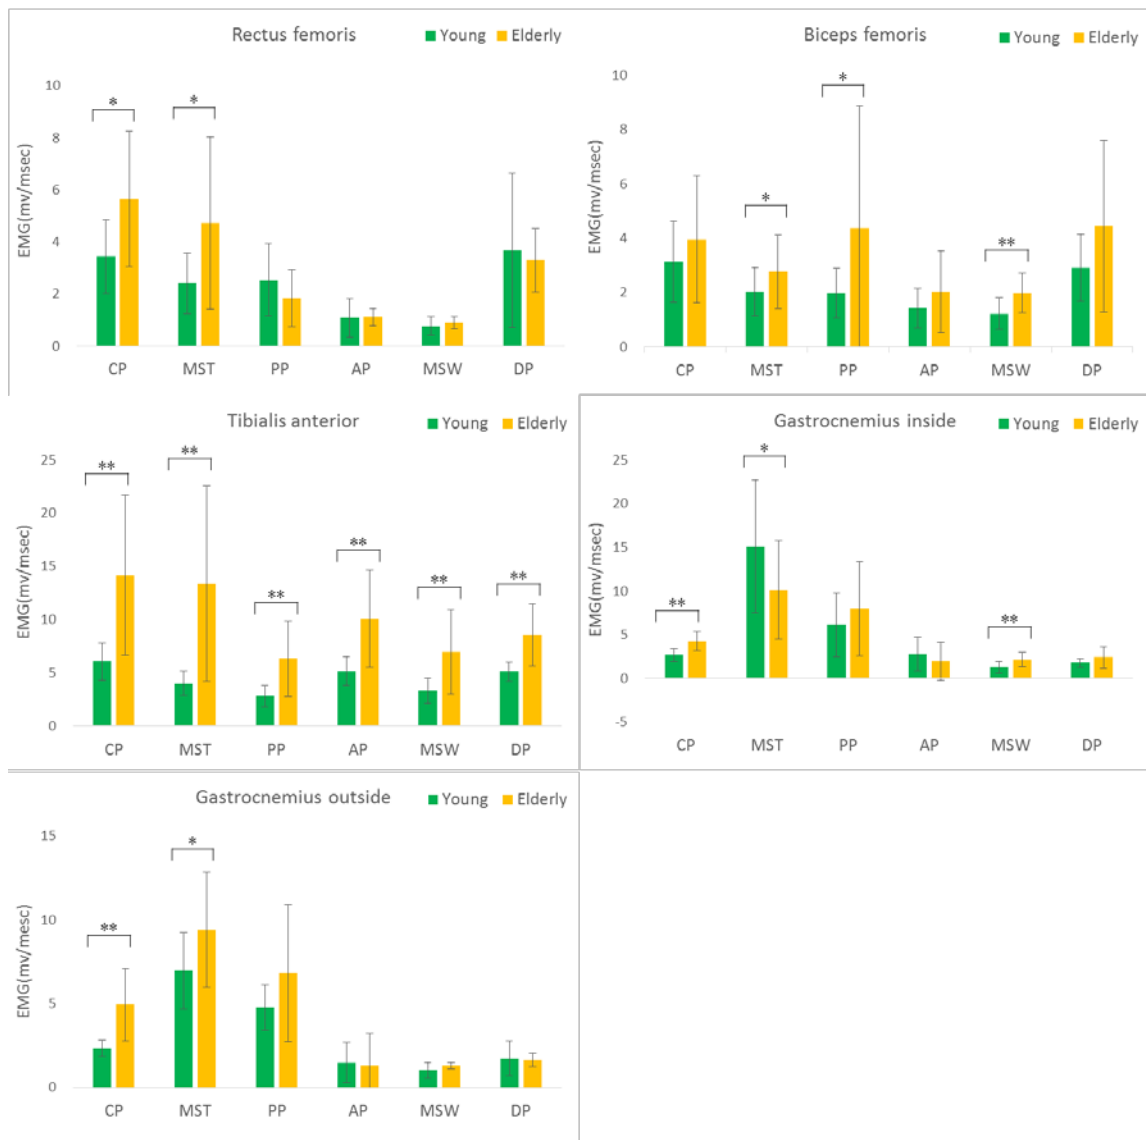 Rectus femoris
Young Elderly
EMG(mv/msec)
10
8
6
4
2
0
* *
CP MST PP AP MSW DP
Biceps femoris
Young Elderly
EMG(mv/msec)
10
8
6
4
2
0
* * **
CP MST PP AP MSW DP
Tibialis anterior
Young Elderly
EMG(mv/msec)
25
20
15
10
5
0
** ** ** ** ** **
CP MST PP AP MSW DP
Gastrocnemius inside
Young Elderly
EMG(mv/msec)
25
20
15
10
5
0
-5
** * **
CP MST PP AP MSW DP
Gastrocnemius outside
Young Elderly
EMG(mv/mesc)
15
10
5
0
** *
CP MST PP AP MSW DP